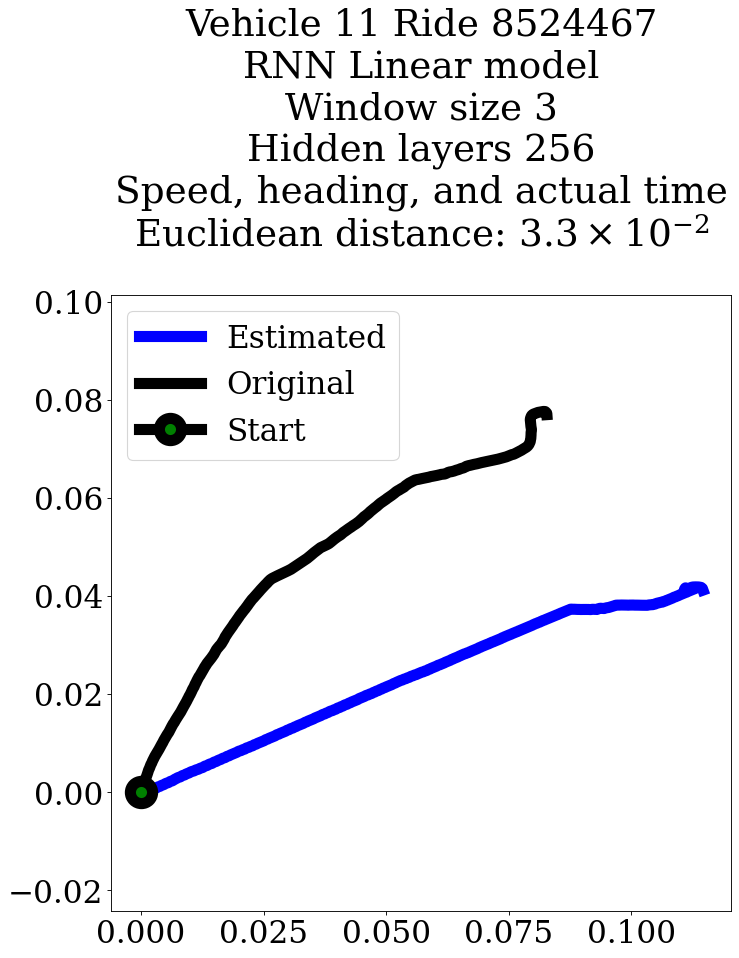 Vehicle 11 Ride 8524467
RNN Linear model
Window size 3
Hidden layers 256
Speed, heading, and actual time
Euclidean distance: 3.3 × 10⁻²
0.10
Estimated
Original
Start
0.08
0.06
0.04
0.02
0.00
−0.02
0.000 0.025 0.050 0.075 0.100